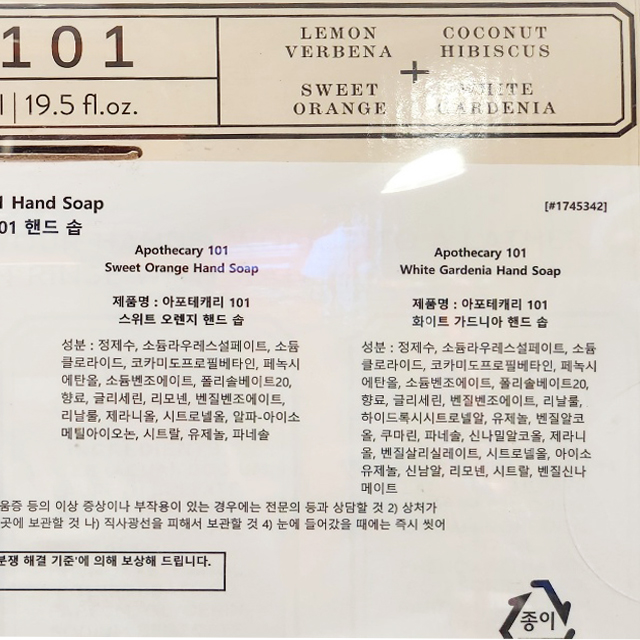 101
19.5 fl.oz.
LEMON VERBENA
COCONUT HIBISCUS
+
SWEET ORANGE
WHITE GARDENIA
Hand Soap
[#1745342]
01 핸드 솝
Apothecary 101
Sweet Orange Hand Soap
제품명 : 아포테캐리 101
스위트 오렌지 핸드 솝
성분 : 정제수, 소듐라우레스설페이트, 소듐
클로라이드, 코카미도프로필베타인, 페녹시
에탄올, 소듐벤조에이트, 폴리솔베이트20,
향료, 글리세린, 리모넨, 벤질벤조에이트,
리날룰, 제라니올, 시트로넬올, 알파-아이소
메틸아이오논, 시트랄, 유제놀, 파네솔
Apothecary 101
White Gardenia Hand Soap
제품명 : 아포테캐리 101
화이트 가드니아 핸드 솝
성분 : 정제수, 소듐라우레스설페이트, 소듐
클로라이드, 코카미도프로필베타인, 페녹시
에탄올, 소듐벤조에이트, 폴리솔베이트20,
향료, 글리세린, 벤질벤조에이트, 리날룰,
하이드록시시트로넬알, 유제놀, 벤질알코
올, 쿠마린, 파네솔, 신나밀알코올, 제라니
올, 벤질살리실레이트, 시트로넬올, 아이소
유제놀, 신남알, 리모넨, 시트랄, 벤질신나
메이트
움증 등의 이상 증상이나 부작용이 있는 경우에는 전문의 등과 상담할 것 2) 상처가
곳에 보관할 것 나) 직사광선을 피해서 보관할 것 4) 눈에 들어갔을 때에는 즉시 씻어
분쟁 해결 기준'에 의해 보상해 드립니다.
종이